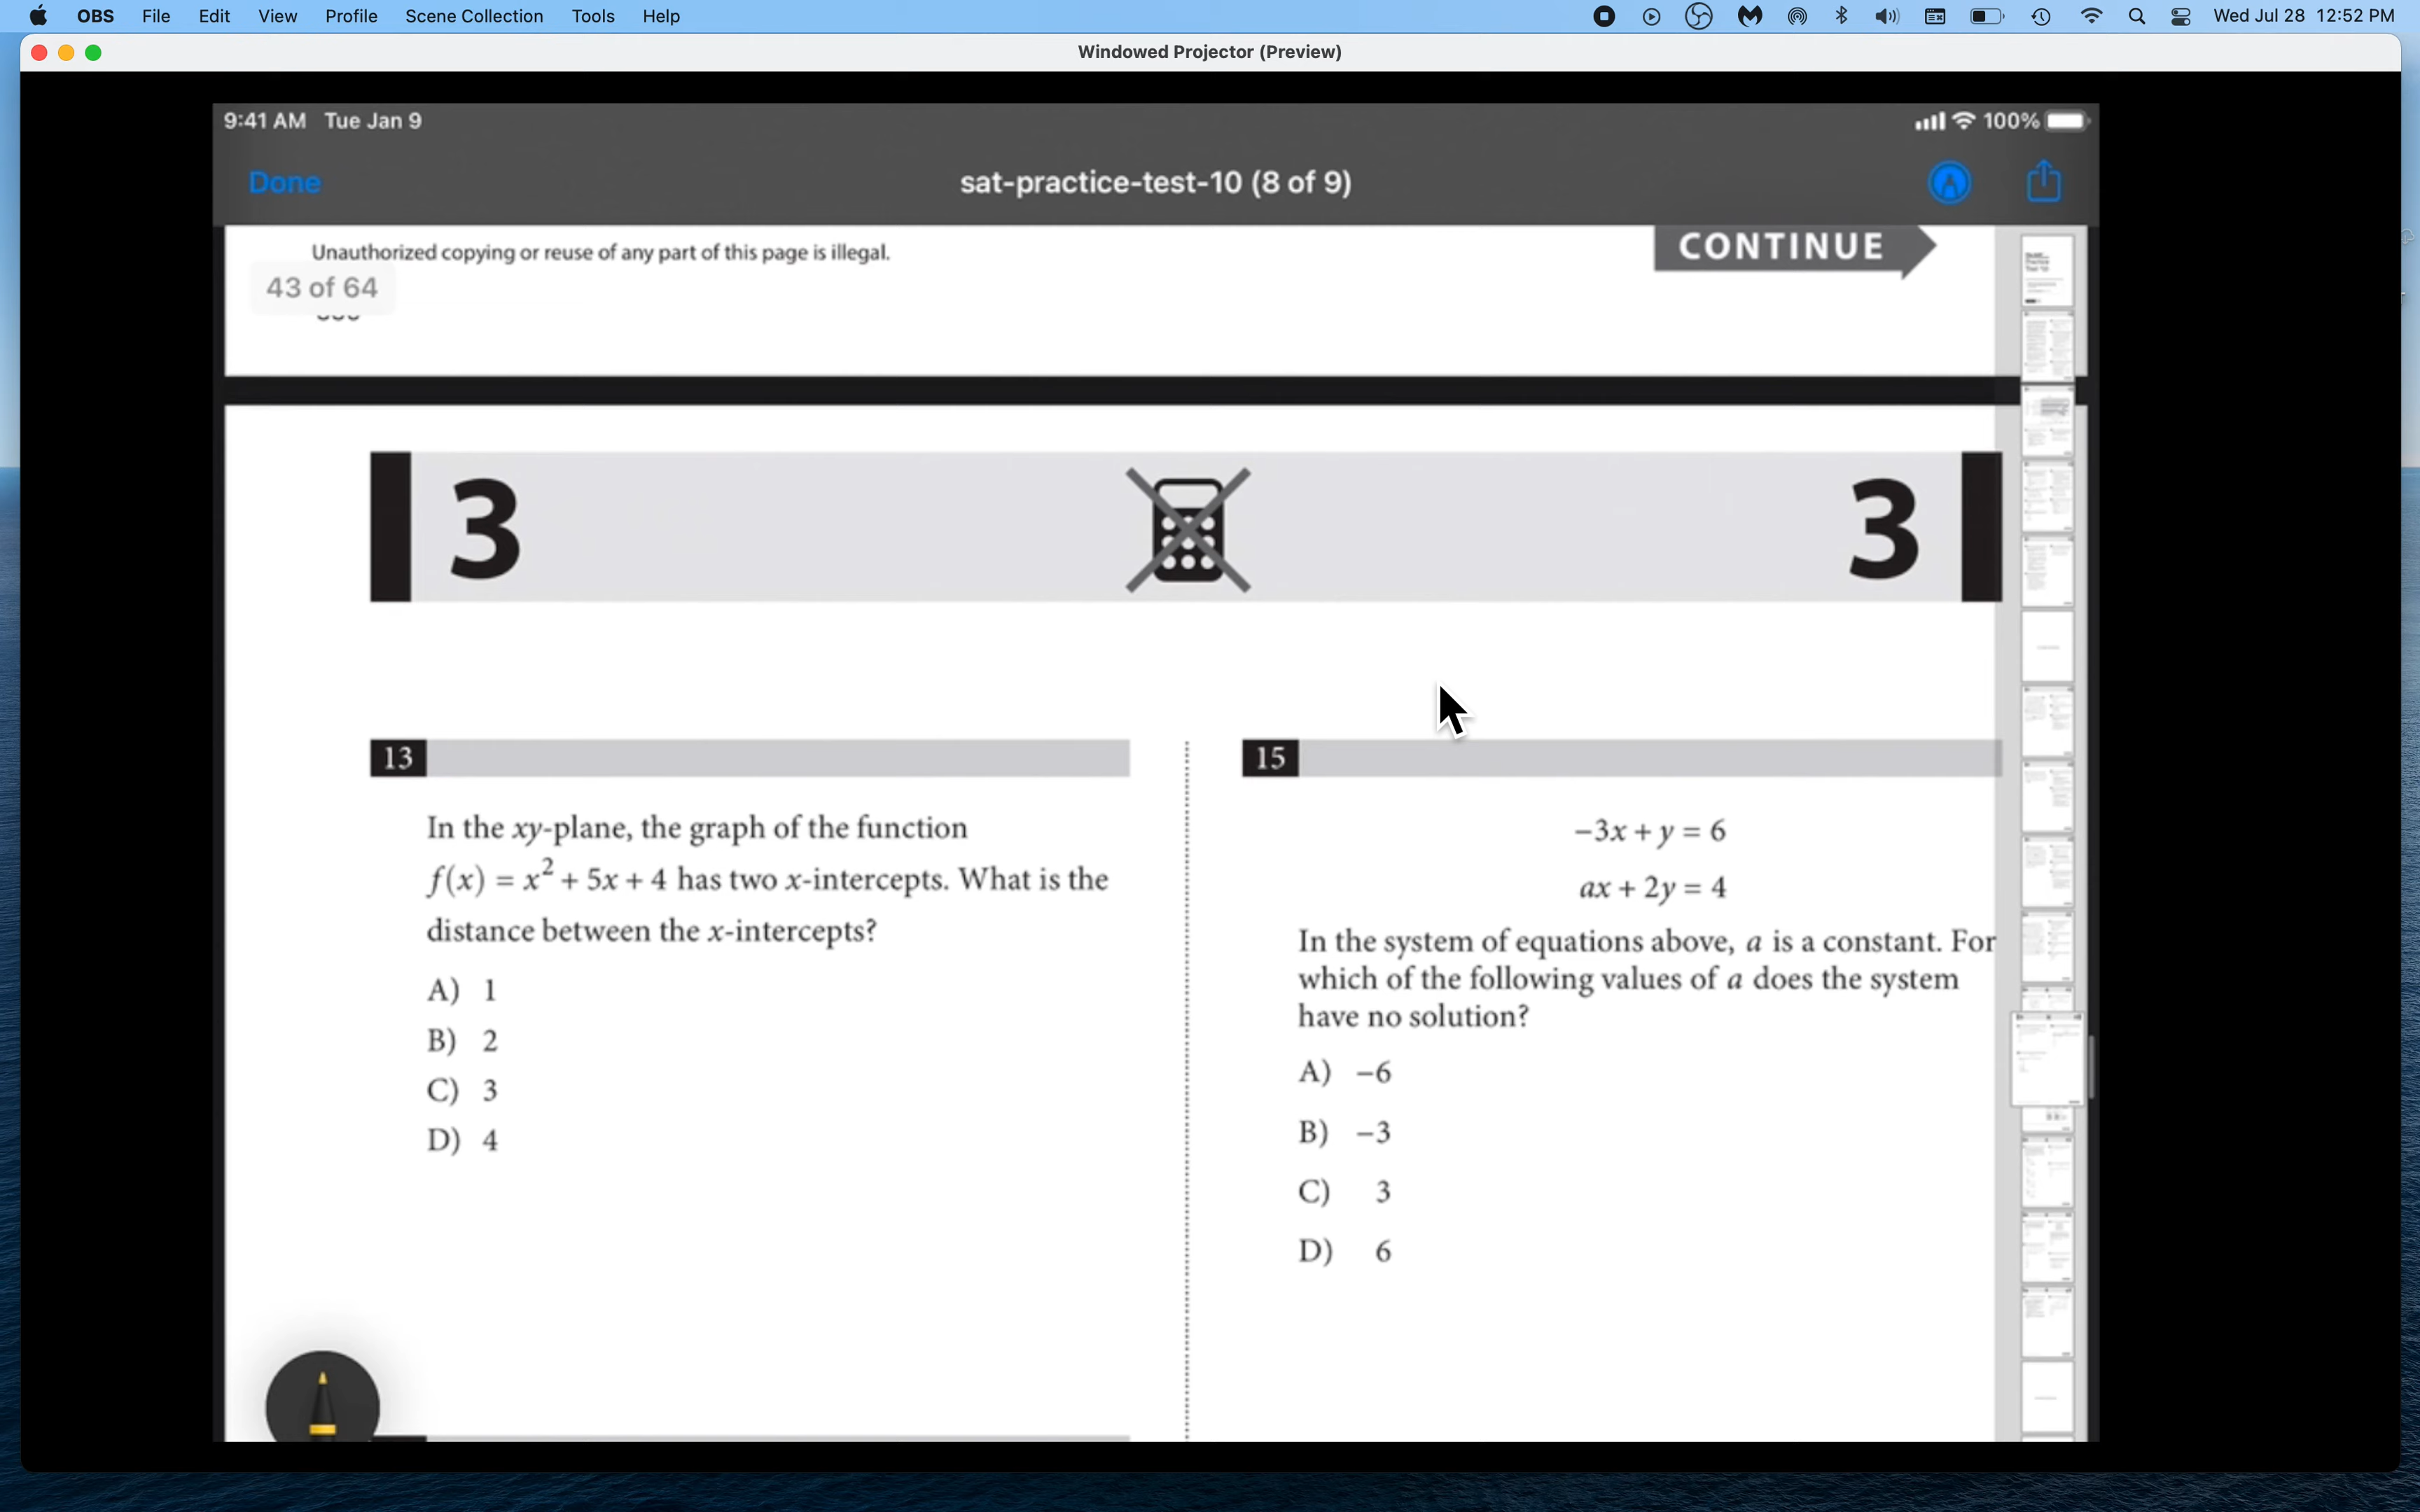 OBS File Edit View Profile Scene Collection Tools Help Wed Jul 28 12:52 PM
Windowed Projector (Preview)
9:41 AM Tue Jan 9 100%
Done sat-practice-test-10 (8 of 9)
Unauthorized copying or reuse of any part of this page is illegal. CONTINUE
43 of 64
3 3
13
In the xy-plane, the graph of the function
f(x) = x² + 5x + 4 has two x-intercepts. What is the
distance between the x-intercepts?
A) 1
B) 2
C) 3
D) 4
15
−3x + y = 6
ax + 2y = 4
In the system of equations above, a is a constant. For
which of the following values of a does the system
have no solution?
A) −6
B) −3
C) 3
D) 6